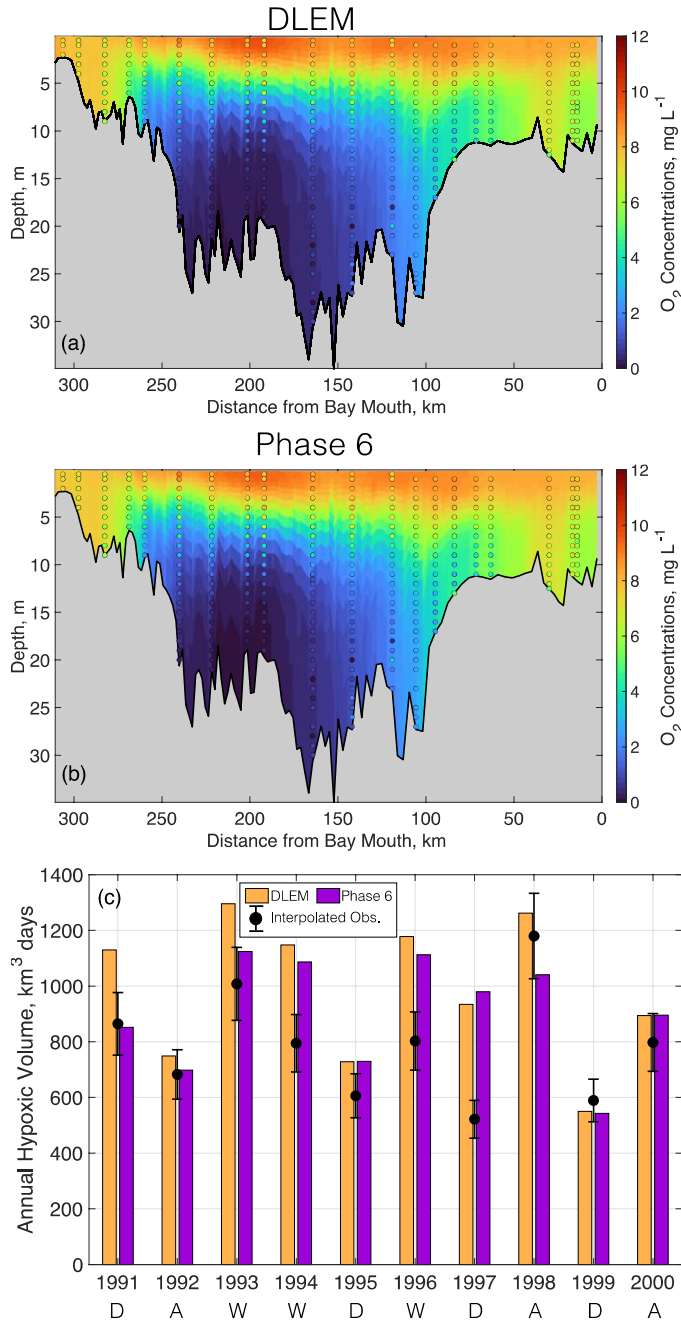 DLEM
5
10
15
20
25
30
Depth, m
(a)
300 250 200 150 100 50 0
Distance from Bay Mouth, km
12
10
8
6
4
2
0
O₂ Concentrations, mg L⁻¹
Phase 6
5
10
15
20
25
30
Depth, m
(b)
300 250 200 150 100 50 0
Distance from Bay Mouth, km
12
10
8
6
4
2
0
O₂ Concentrations, mg L⁻¹
(c)
DLEM Phase 6
Interpolated Obs.
1400
1200
1000
800
600
400
200
0
Annual Hypoxic Volume, km³ days
1991 1992 1993 1994 1995 1996 1997 1998 1999 2000
D A W W D W D A D A